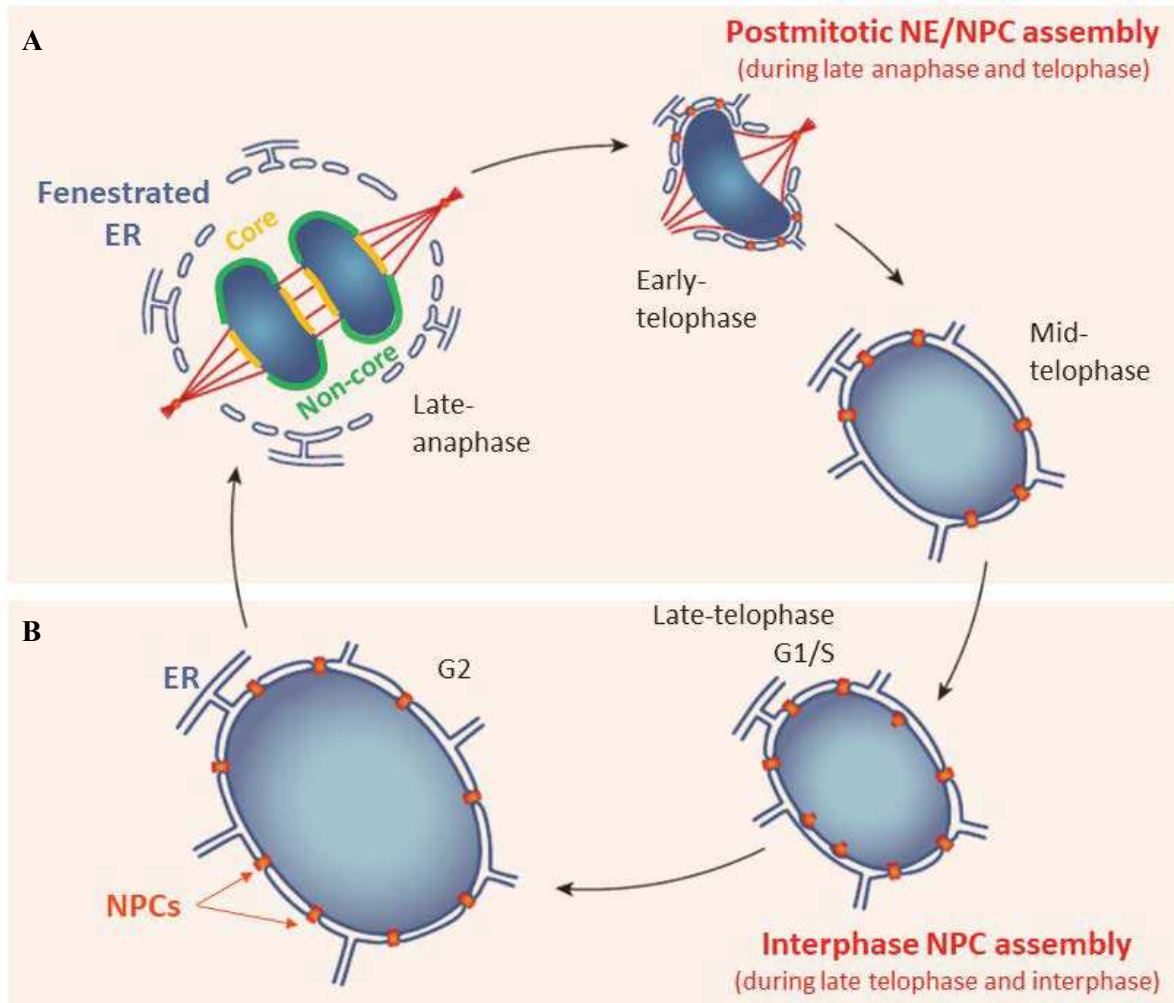 A
Postmitotic NE/NPC assembly
(during late anaphase and telophase)
Fenestrated
ER
Core
Non-core
Late-
anaphase
Early-
telophase
Mid-
telophase
B
Late-telophase
G1/S
ER
G2
NPCs
Interphase NPC assembly
(during late telophase and interphase)